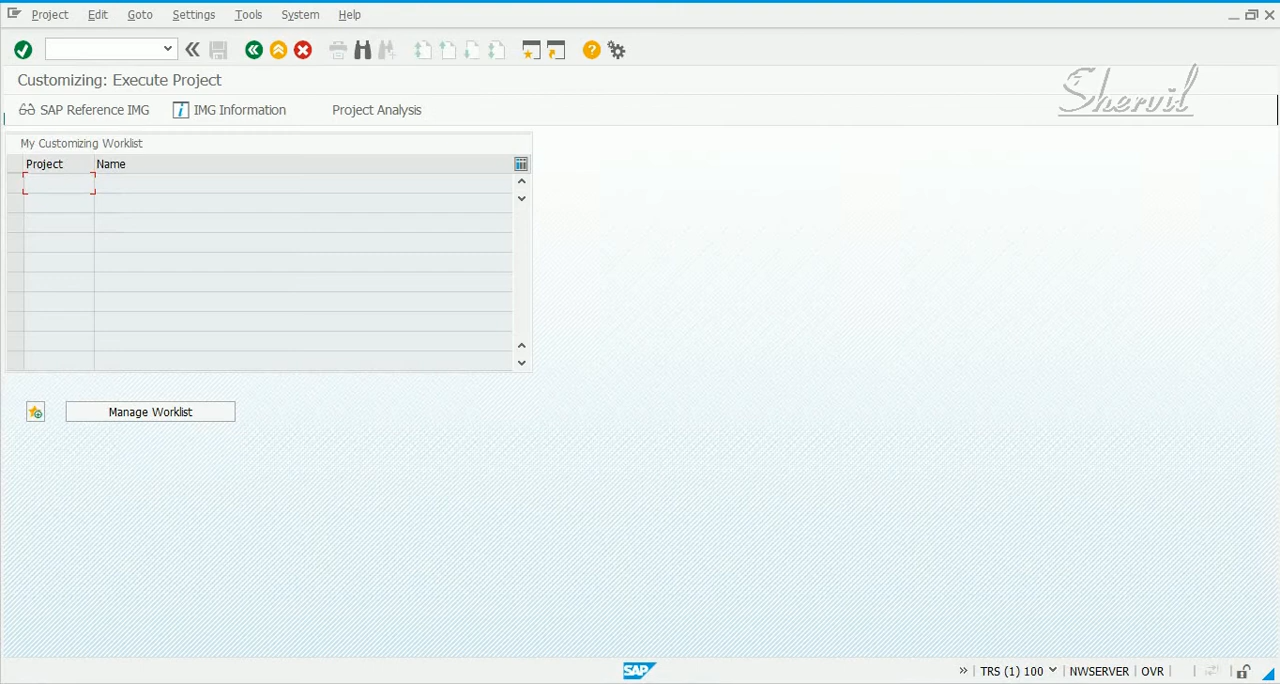 Project Edit Goto Settings Tools System Help
Customizing: Execute Project
Shervil
SAP Reference IMG IMG Information Project Analysis
My Customizing Worklist
Project Name
Manage Worklist
SAP TRS (1) 100 NWSERVER OVR